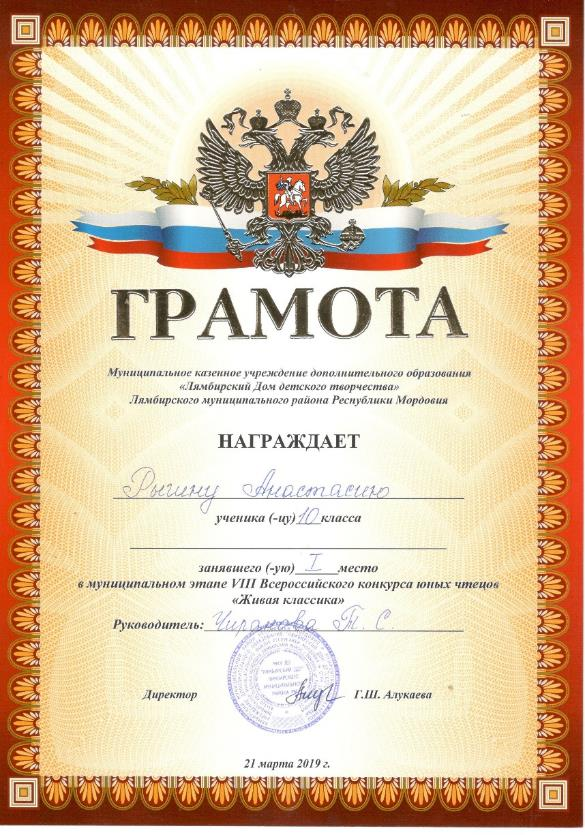 ГРАМОТА
Муниципальное казенное учреждение дополнительного образования
«Лямбирский Дом детского творчества»
Лямбирского муниципального района Республики Мордовия
НАГРАЖДАЕТ
Рыгину Анастасию
ученика (-цу) 10 класса
занявшего (-ую) I место
в муниципальном этапе VIII Всероссийского конкурса юных чтецов
«Живая классика»
Руководитель: Чиранова Т. С.
Директор Г.Ш. Алукаева
21 марта 2019 г.